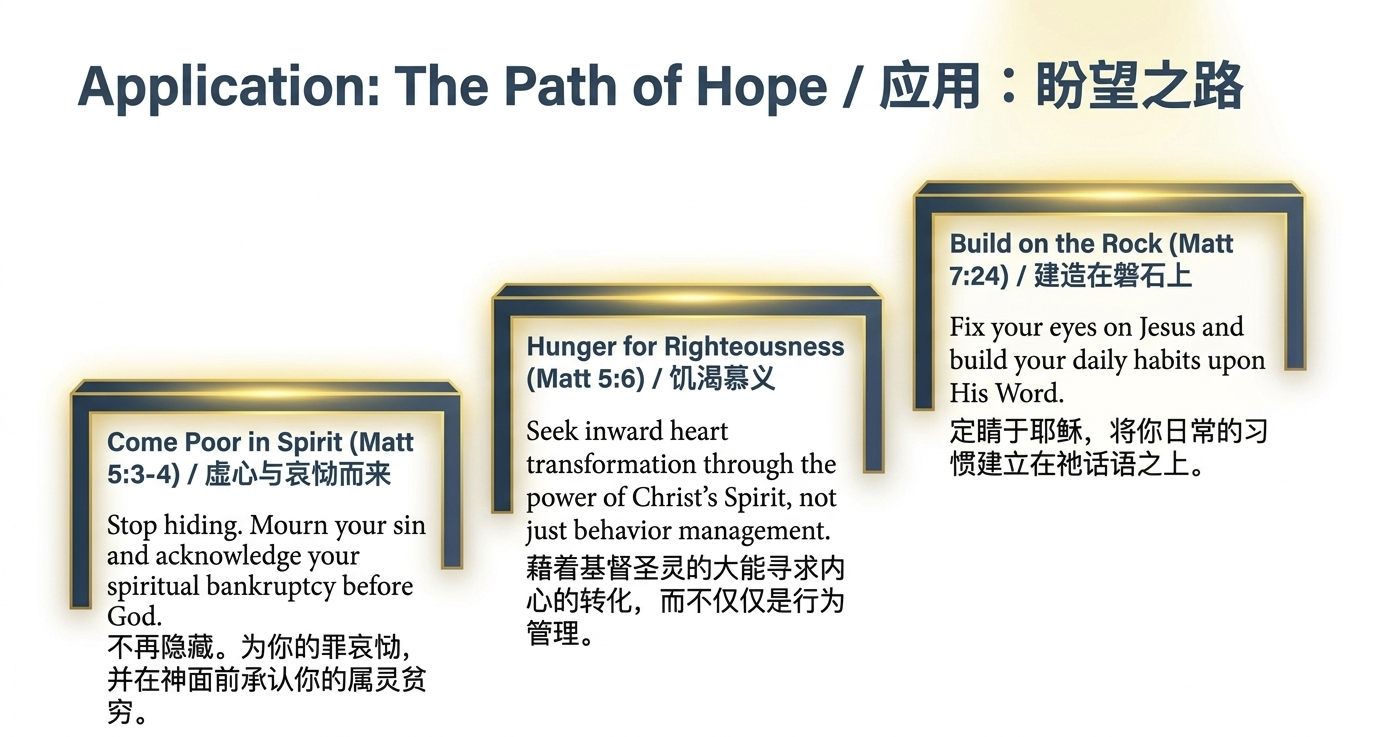 Application: The Path of Hope / 应用：盼望之路
Come Poor in Spirit (Matt
5:3-4) / 虚心与哀恸而来
Stop hiding. Mourn your sin
and acknowledge your
spiritual bankruptcy before
God.
不再隐藏。为你的罪哀恸，
并在神面前承认你的属灵贫
穷。
Hunger for Righteousness
(Matt 5:6) / 饥渴慕义
Seek inward heart
transformation through the
power of Christ’s Spirit, not
just behavior management.
藉着基督圣灵的大能寻求内
心的转化，而不仅仅是行为
管理。
Build on the Rock (Matt
7:24) / 建造在磐石上
Fix your eyes on Jesus and
build your daily habits upon
His Word.
定睛于耶稣，将你日常的习
惯建立在祂话语之上。